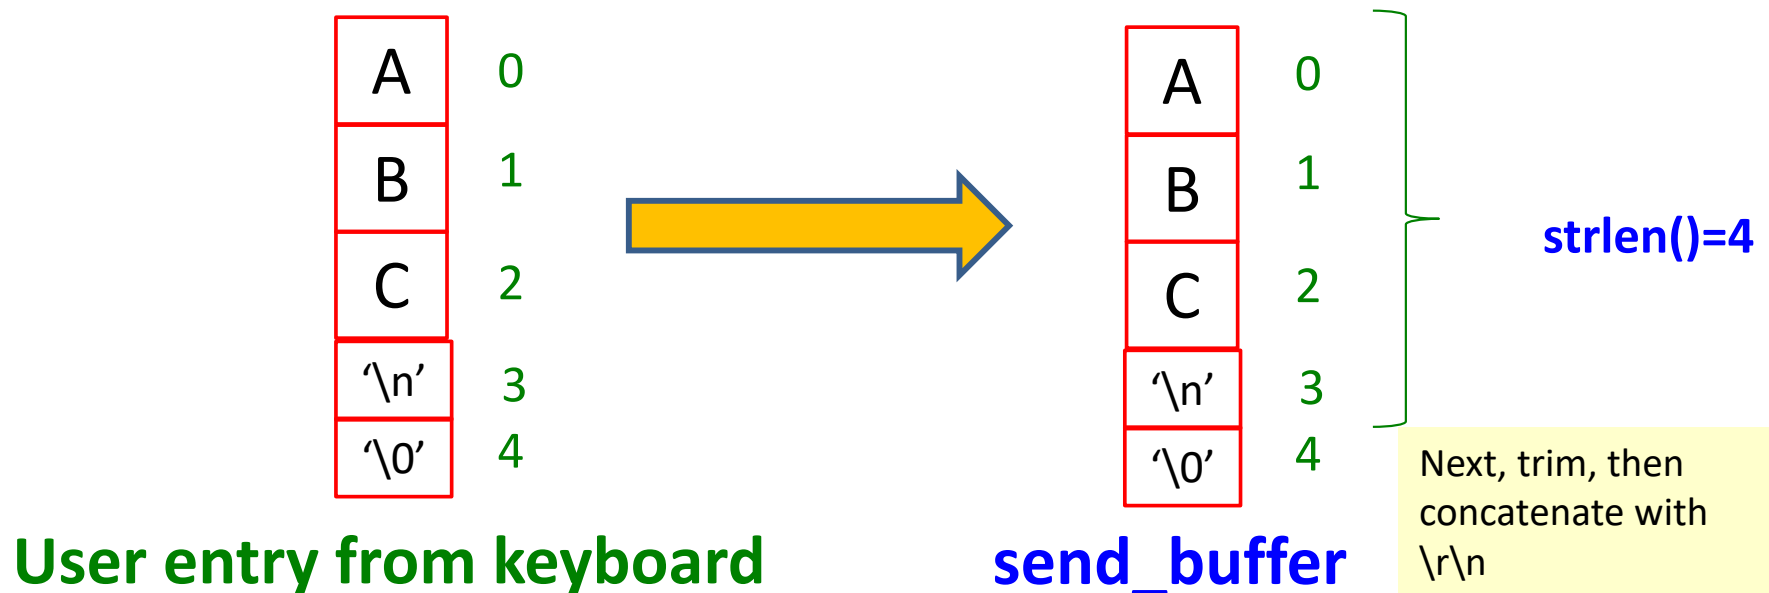 A 0
B 1
C 2
‘\n’ 3
‘\0’ 4
User entry from keyboard
A 0
B 1
C 2
‘\n’ 3
‘\0’ 4
send_buffer
strlen()=4
Next, trim, then
concatenate with
\r\n